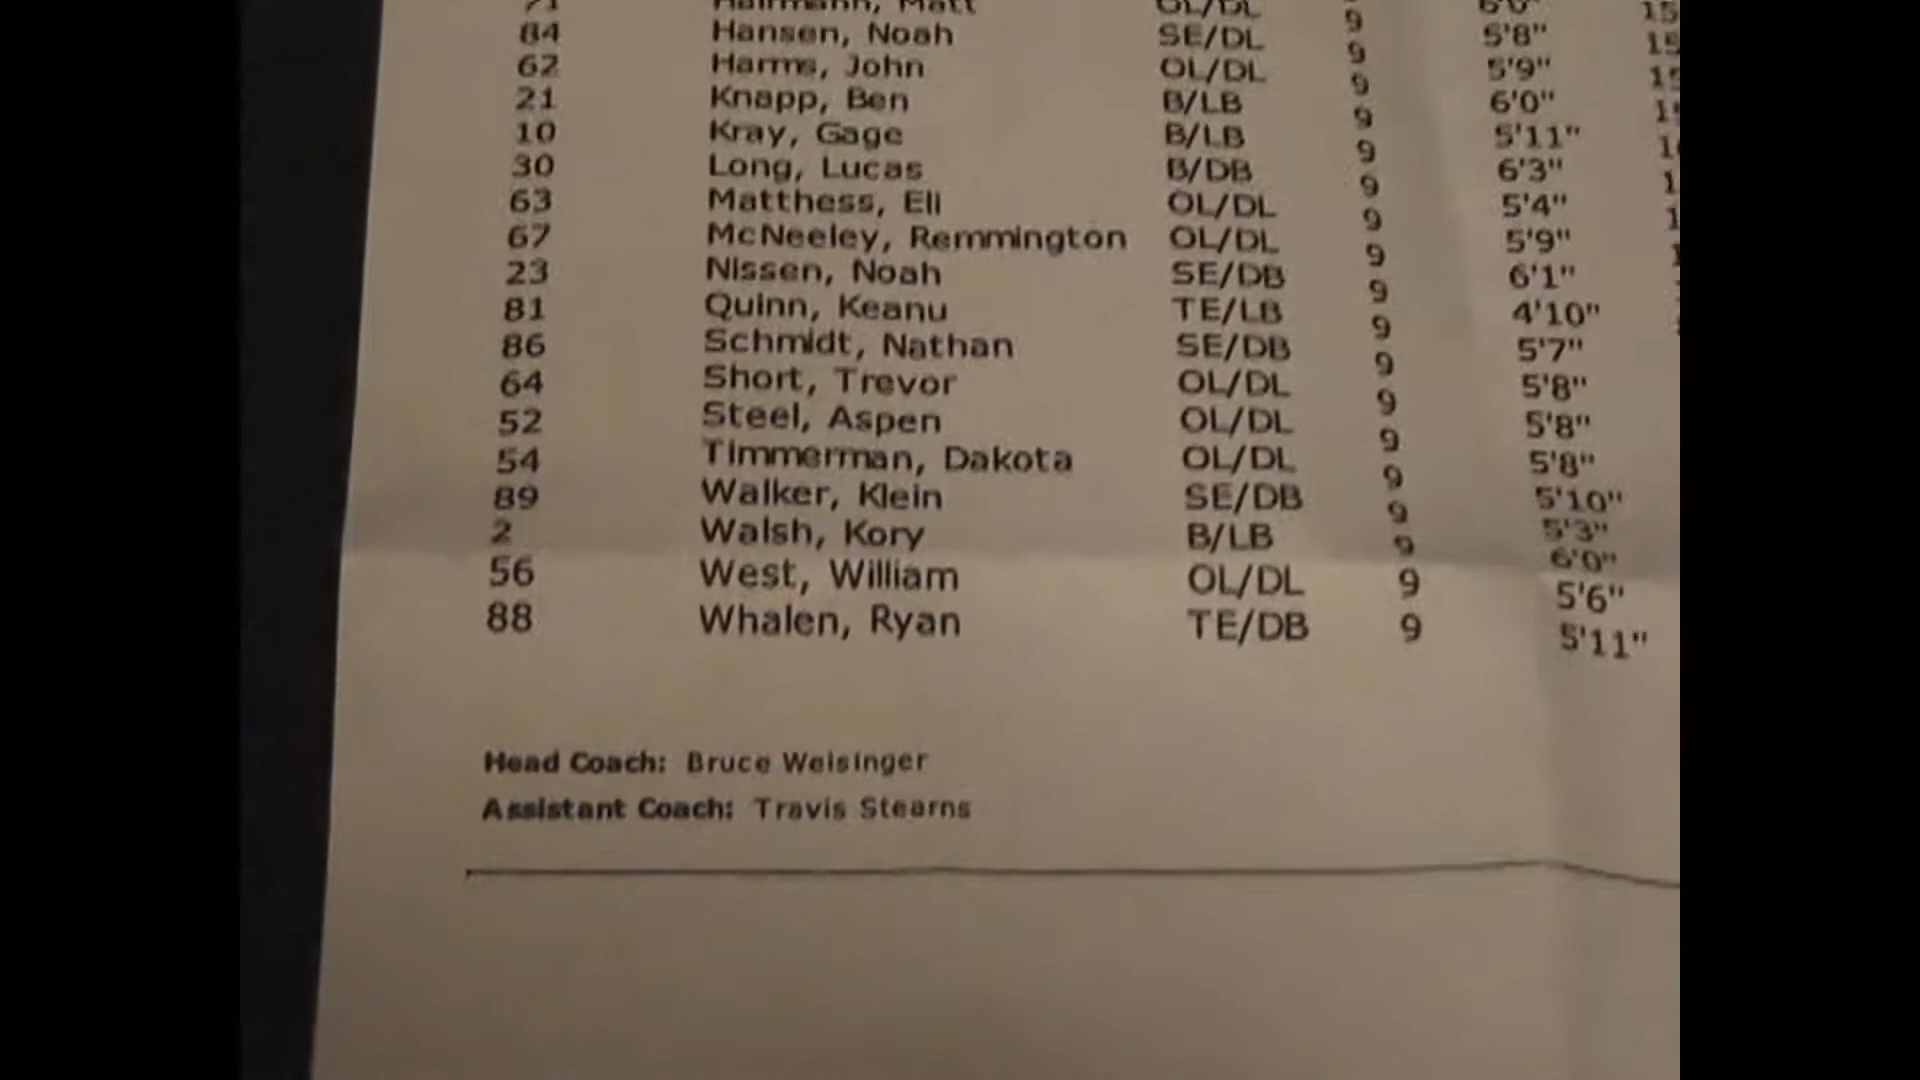 71 Matt OL/DL 9 5'8"
84 Hansen, Noah SE/DL 9 5'9"
62 Harms, John OL/DL 9 6'0"
21 Knapp, Ben B/LB 9 5'11"
10 Kray, Gage B/LB 9 6'3"
30 Long, Lucas B/DB 9 5'4"
63 Matthess, Eli OL/DL 9 5'9"
67 McNeeley, Remmington OL/DL 9 6'1"
23 Nissen, Noah SE/DB 9 4'10"
81 Quinn, Keanu TE/LB 9 5'7"
86 Schmidt, Nathan SE/DB 9 5'8"
64 Short, Trevor OL/DL 9 5'8"
52 Steel, Aspen OL/DL 9 5'8"
54 Timmerman, Dakota OL/DL 9 5'10"
89 Walker, Klein SE/DB 9 5'3"
2 Walsh, Kory B/LB 9 6'0"
56 West, William OL/DL 9 5'6"
88 Whalen, Ryan TE/DB 9 5'11"
Head Coach: Bruce Weisinger
Assistant Coach: Travis Stearns